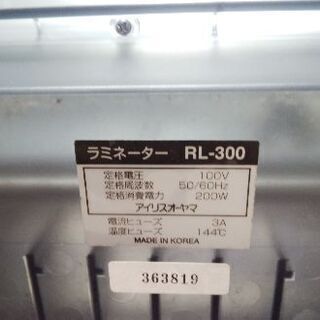 ラミネーター RL-300
定格電圧 100V
定格周波数 50/60Hz
定格消費電力 200W
アイリスオーヤマ
電流ヒューズ 3A
温度ヒューズ 144℃
MADE IN KOREA
363819